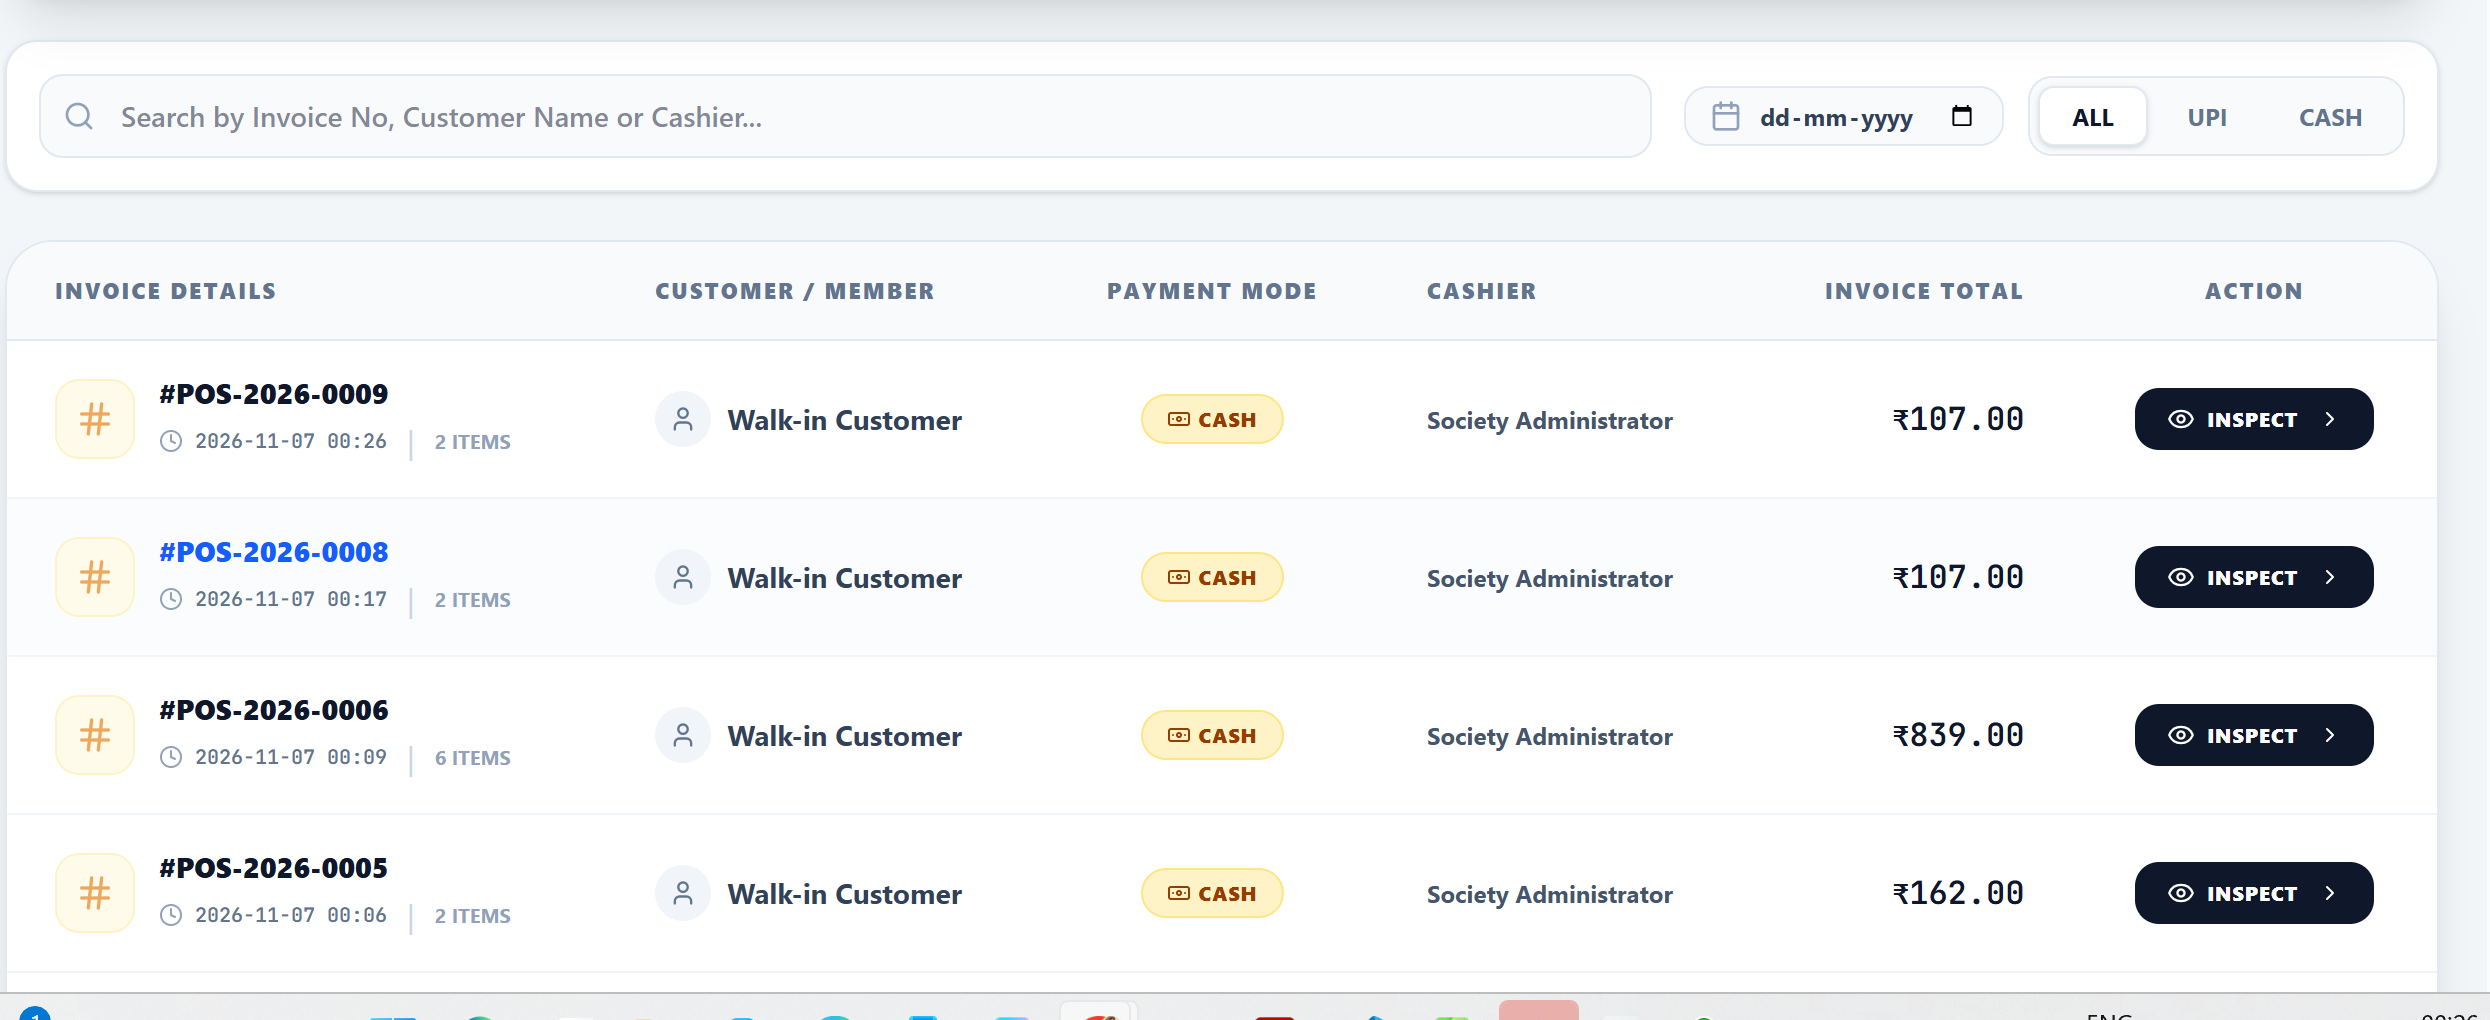 Search by Invoice No, Customer Name or Cashier...
dd-mm-yyyy
ALL UPI CASH
INVOICE DETAILS CUSTOMER / MEMBER PAYMENT MODE CASHIER INVOICE TOTAL ACTION
#POS-2026-0009
2026-11-07 00:26 2 ITEMS
Walk-in Customer
CASH
Society Administrator
₹107.00
INSPECT
#POS-2026-0008
2026-11-07 00:17 2 ITEMS
Walk-in Customer
CASH
Society Administrator
₹107.00
INSPECT
#POS-2026-0006
2026-11-07 00:09 6 ITEMS
Walk-in Customer
CASH
Society Administrator
₹839.00
INSPECT
#POS-2026-0005
2026-11-07 00:06 2 ITEMS
Walk-in Customer
CASH
Society Administrator
₹162.00
INSPECT